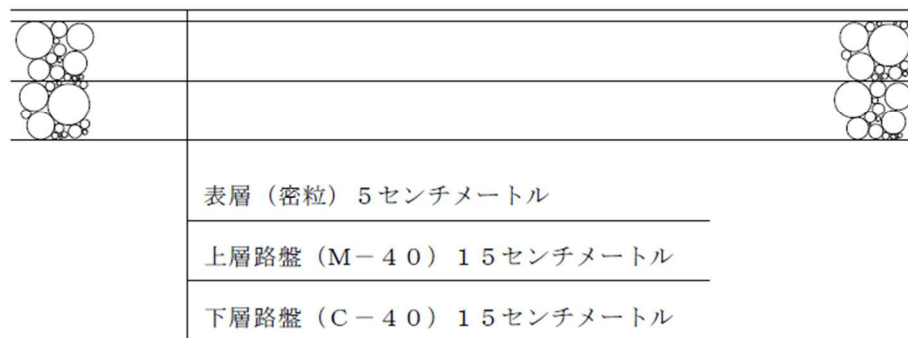 表層（密粒）５センチメートル
上層路盤（Ｍ－４０）１５センチメートル
下層路盤（Ｃ－４０）１５センチメートル